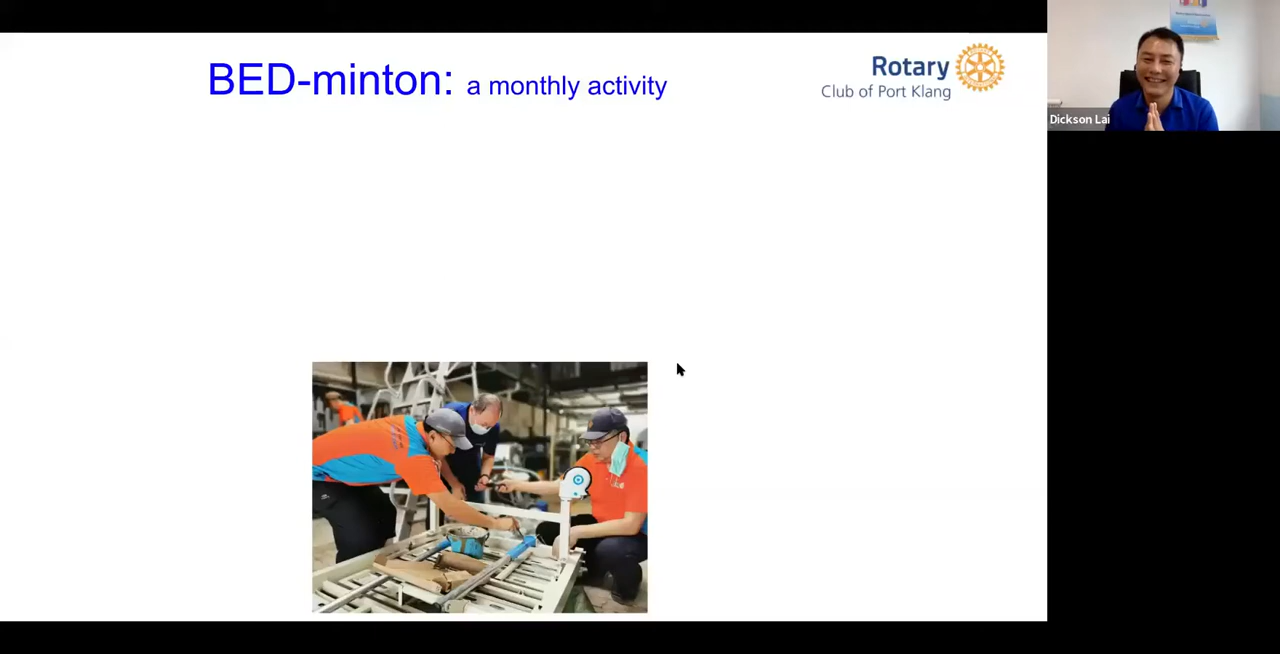 BED-minton: a monthly activity
Rotary
Club of Port Klang
Dickson Lai